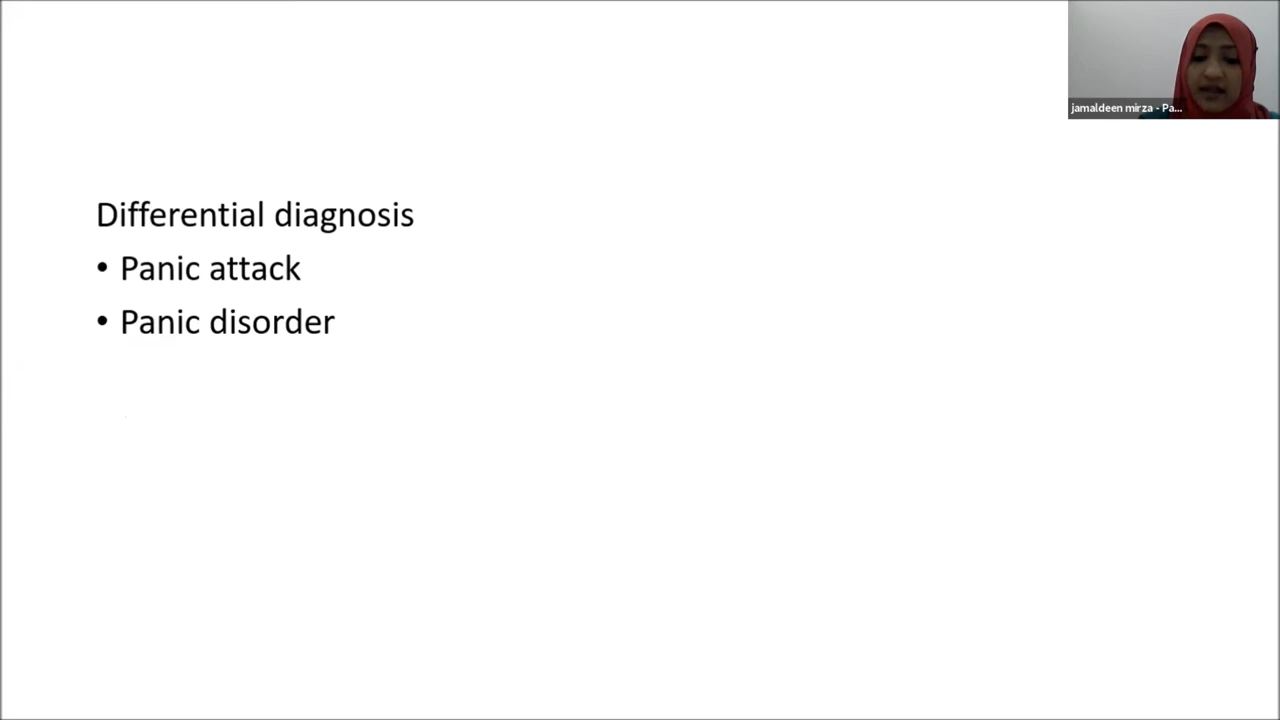 jamaldeen mirza - Pa...
Differential diagnosis
• Panic attack
• Panic disorder